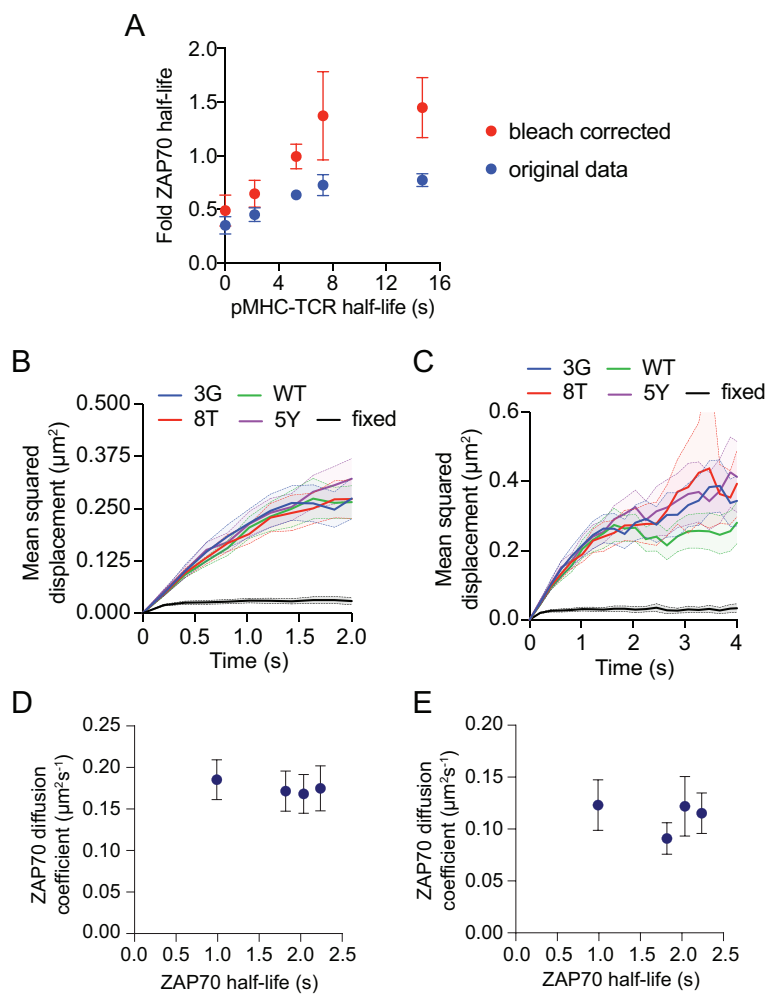 A
Fold ZAP70 half-life
2.0
1.5
1.0
0.5
0.0
0 4 8 12 16
pMHC-TCR half-life (s)
bleach corrected
original data
B
3G WT
8T 5Y fixed
Mean squared
displacement (µm²)
0.500
0.375
0.250
0.125
0.000
0 0.5 1.0 1.5 2.0
Time (s)
C
3G WT
8T 5Y fixed
Mean squared
displacement (µm²)
0.6
0.4
0.2
0.0
0 1 2 3 4
Time (s)
D
ZAP70 diffusion
coefficient (µm²s⁻¹)
0.25
0.20
0.15
0.10
0.05
0.00
0.0 0.5 1.0 1.5 2.0 2.5
ZAP70 half-life (s)
E
ZAP70 diffusion
coefficient (µm²s⁻¹)
0.20
0.15
0.10
0.05
0.00
0.0 0.5 1.0 1.5 2.0 2.5
ZAP70 half-life (s)